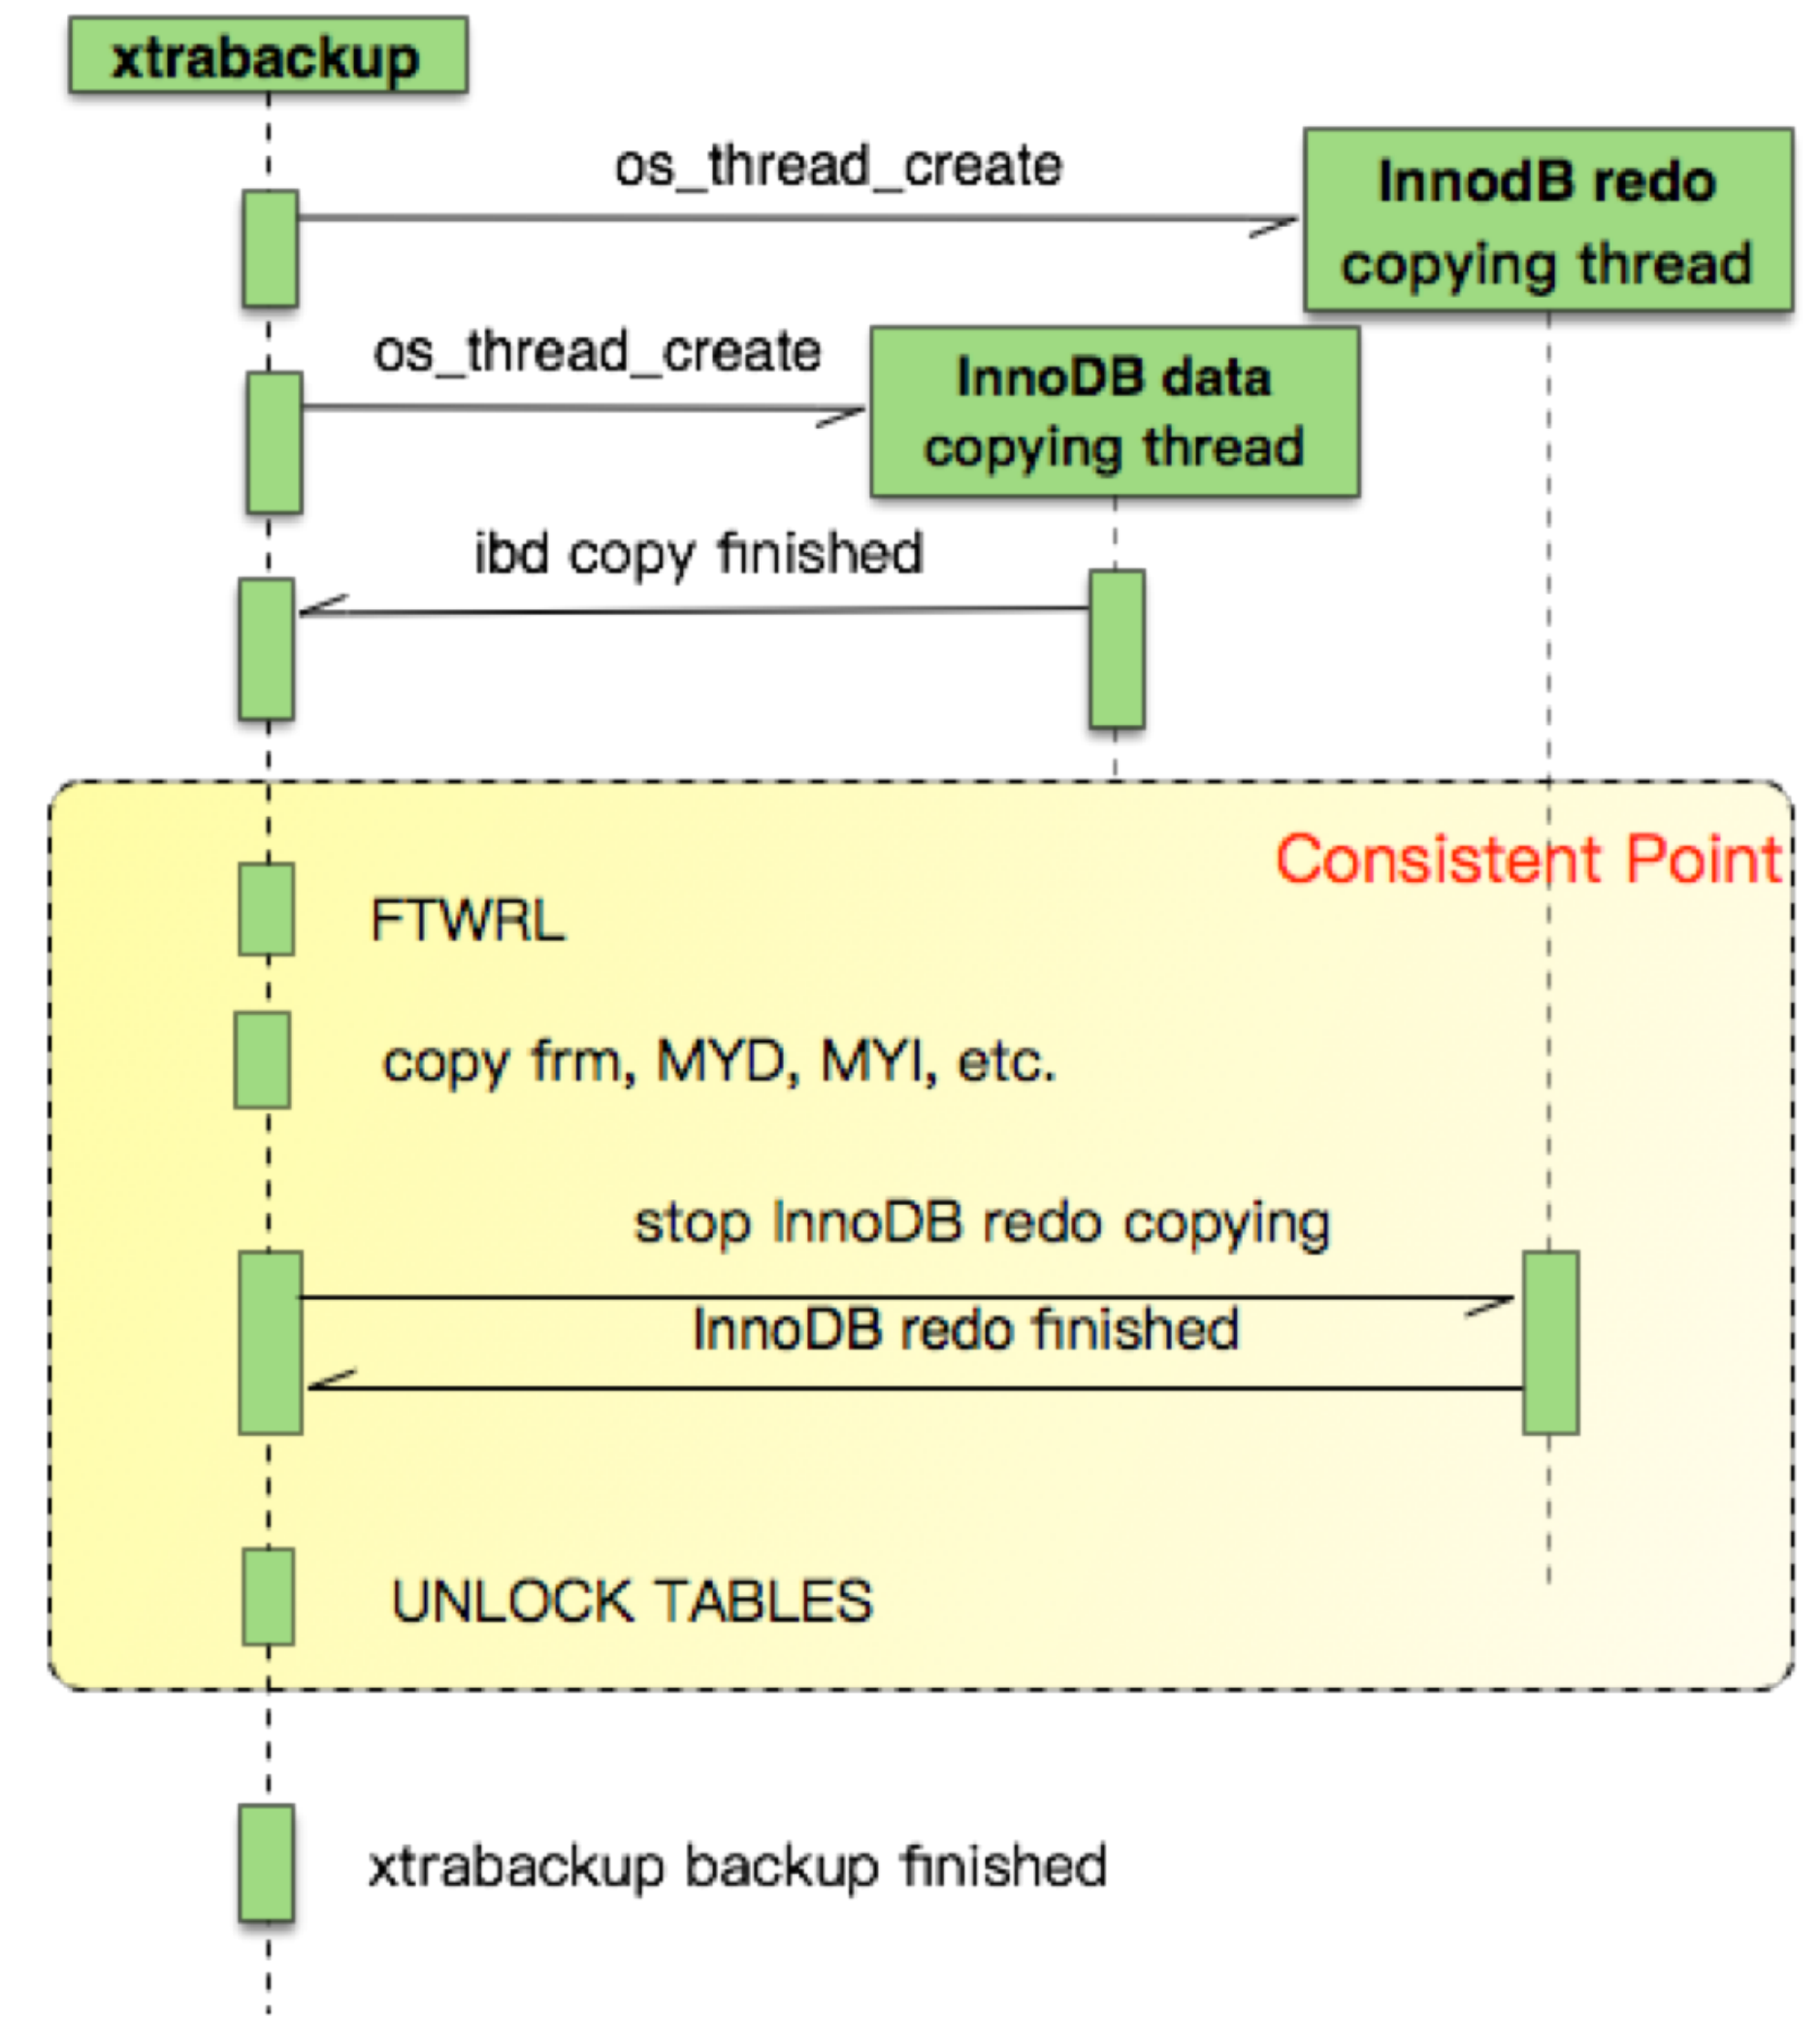 xtrabackup
os_thread_create
InnodB redo
copying thread
os_thread_create
InnoDB data
copying thread
ibd copy finished
Consistent Point
FTWRL
copy frm, MYD, MYI, etc.
stop InnoDB redo copying
InnoDB redo finished
UNLOCK TABLES
xtrabackup backup finished